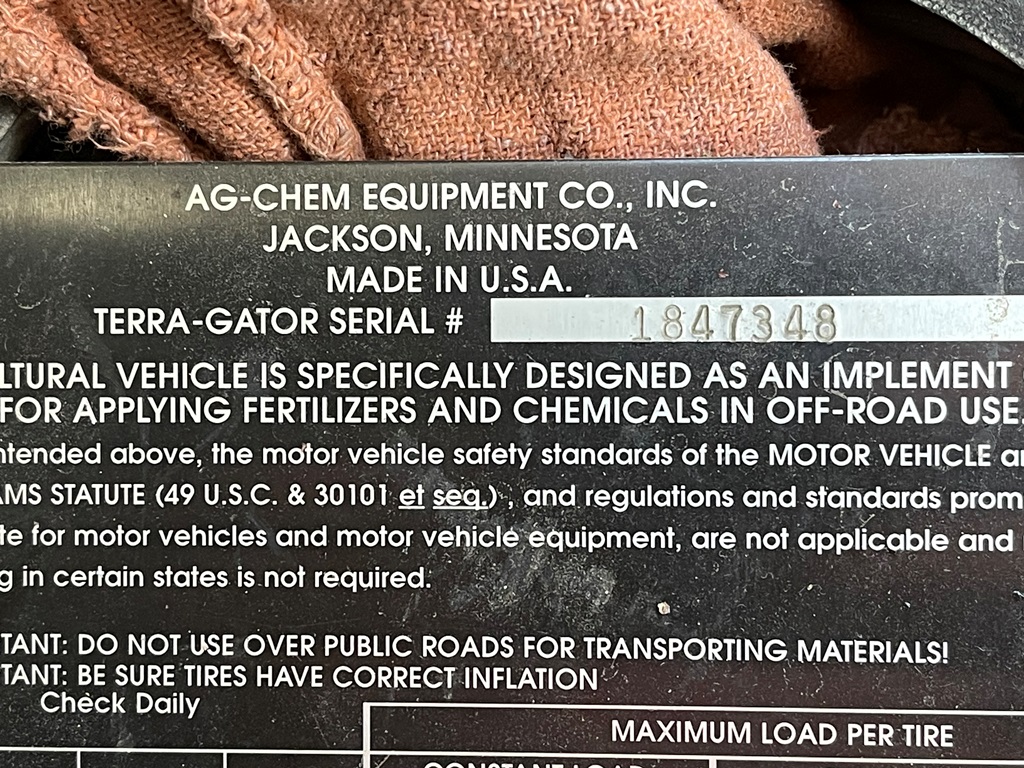 AG-CHEM EQUIPMENT CO., INC.
JACKSON, MINNESOTA
MADE IN U.S.A.
TERRA-GATOR SERIAL # 1847348
LTURAL VEHICLE IS SPECIFICALLY DESIGNED AS AN IMPLEMENT
FOR APPLYING FERTILIZERS AND CHEMICALS IN OFF-ROAD USE.
ntended above, the motor vehicle safety standards of the MOTOR VEHICLE an
AMS STATUTE (49 U.S.C. & 30101 et seq.) , and regulations and standards prom
te for motor vehicles and motor vehicle equipment, are not applicable and
g in certain states is not required.
TANT: DO NOT USE OVER PUBLIC ROADS FOR TRANSPORTING MATERIALS!
TANT: BE SURE TIRES HAVE CORRECT INFLATION
Check Daily
MAXIMUM LOAD PER TIRE
CONSTANT LOAD